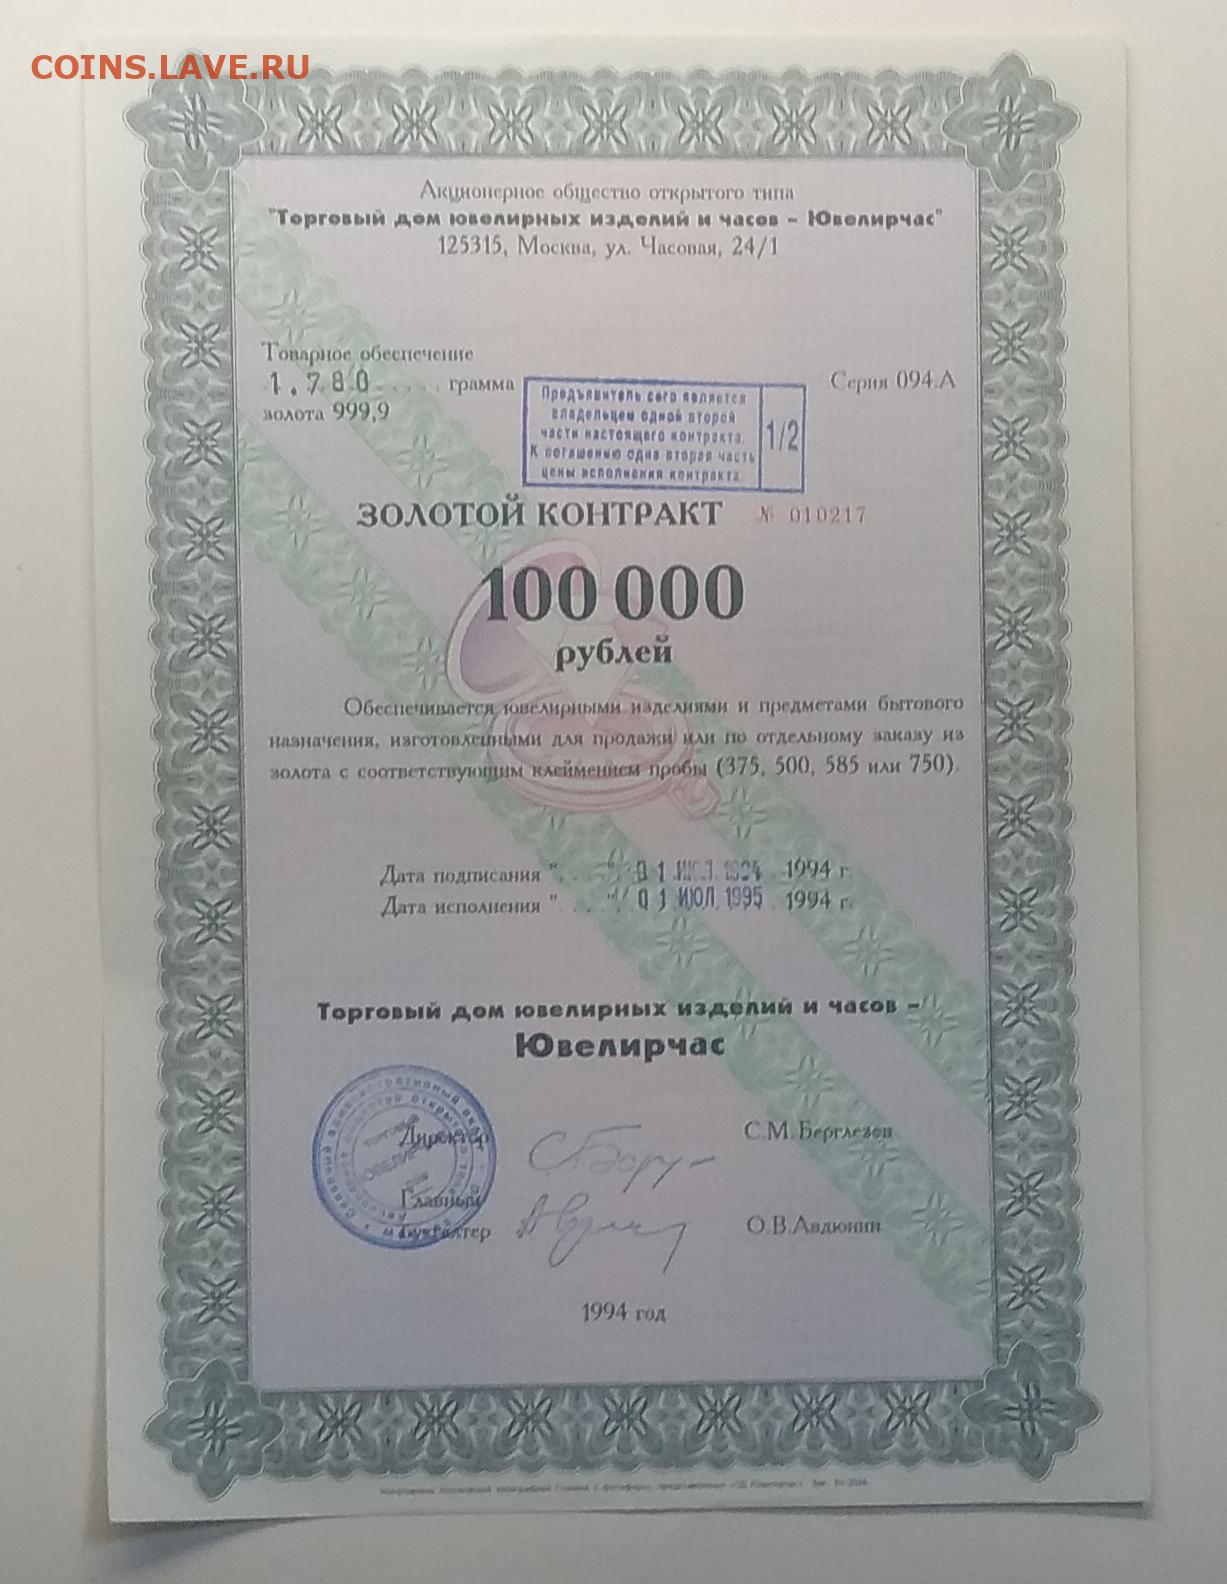 COINS.LAVE.RU
Акционерное общество открытого типа
"Торговый дом ювелирных изделий и часов – Ювелирчас"
125315, Москва, ул. Часовая, 24/1
Товарное обеспечение
1.780 .... грамма
золота 999,9
Серия 094.А
Предъявитель сего является
владельцем одной второй
части настоящего контракта.
К погашению одна вторая часть
цены исполнения контракта.
1/2
ЗОЛОТОЙ КОНТРАКТ № 010217
100 000
рублей
Обеспечивается ювелирными изделиями и предметами бытового
назначения, изготовленными для продажи или по отдельному заказу из
золота с соответствующим клеймением пробы (375, 500, 585 или 750).
Дата подписания " 01 ИЮЛ 1994 1994 г.
Дата исполнения " 01 ИЮЛ 1995 1994 г.
Торговый дом ювелирных изделий и часов –
Ювелирчас
Директор С.М.Берглезов
Главный
Бухгалтер О.В.Авдюнин
1994 год